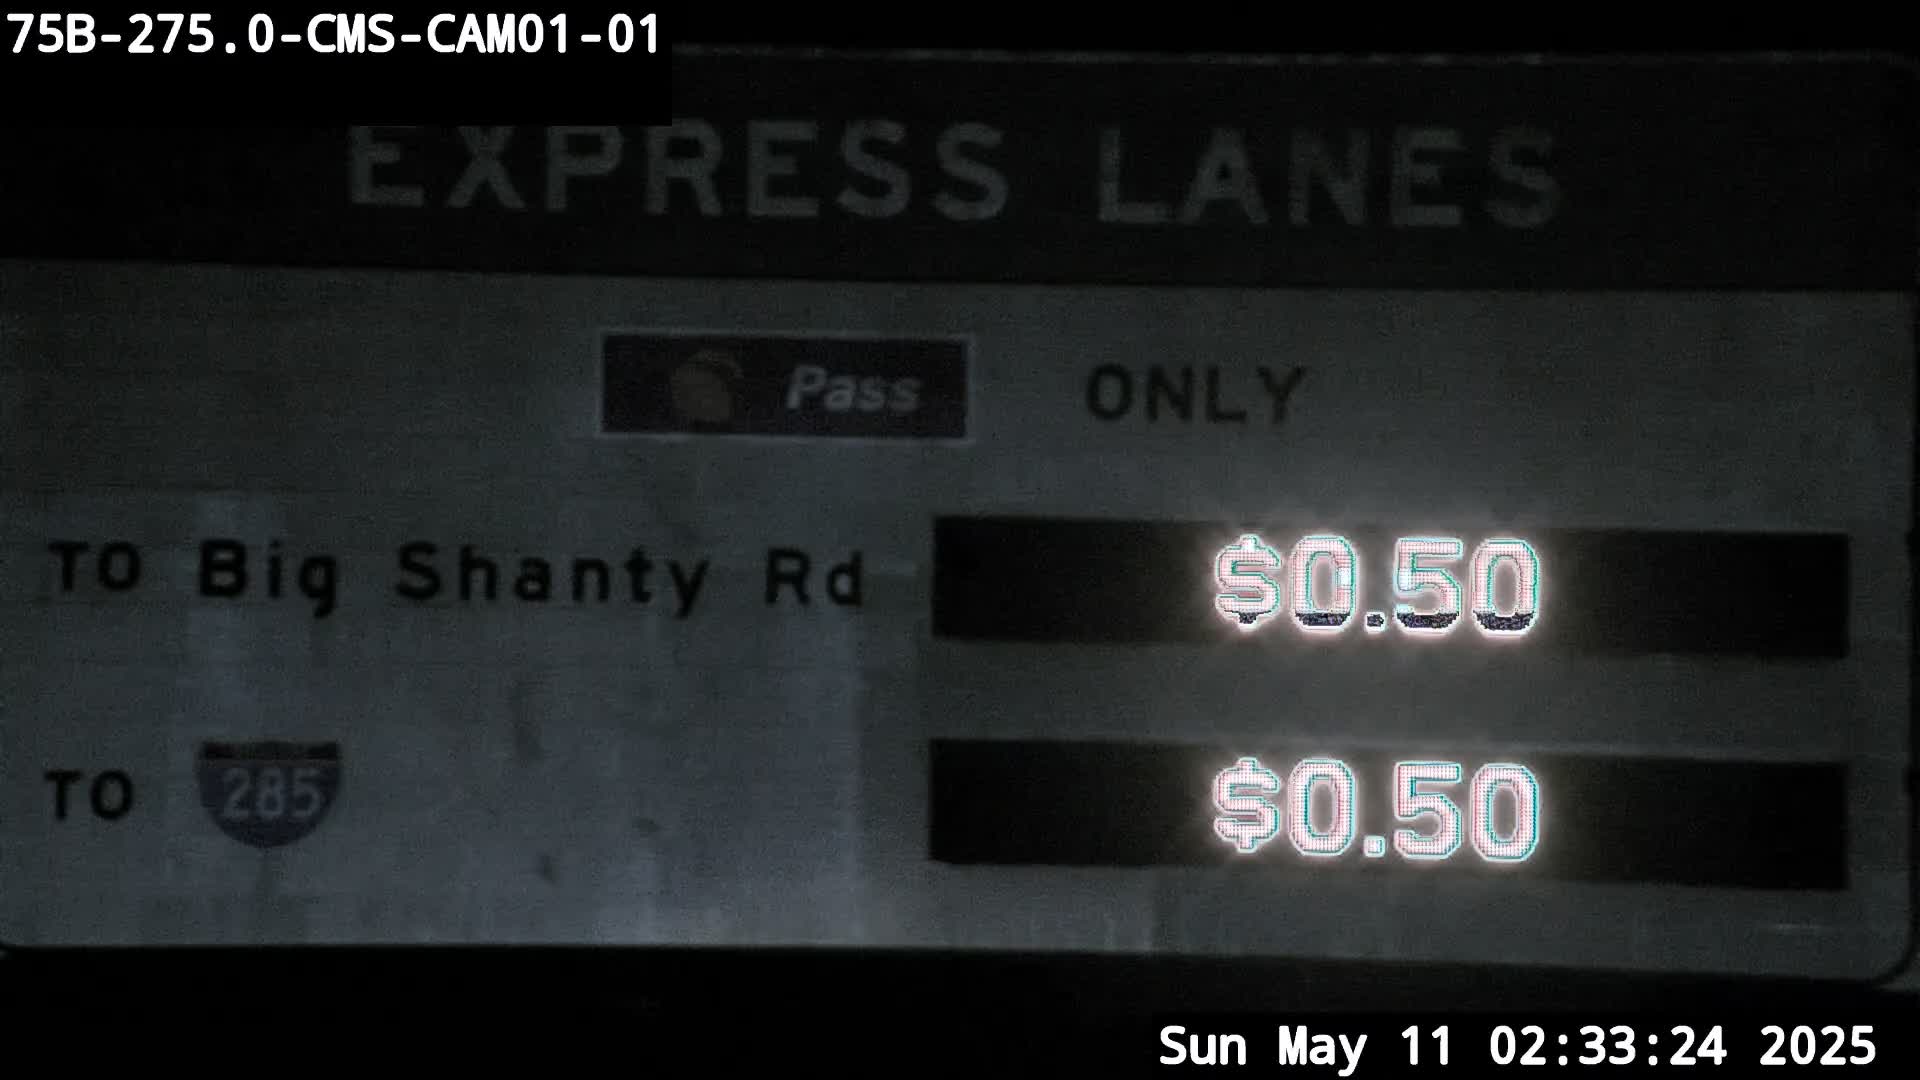 75B-275.0-CMS-CAM01-01
EXPRESS LANES
Pass ONLY
TO Big Shanty Rd $0.50
TO 285 $0.50
Sun May 11 02:33:24 2025